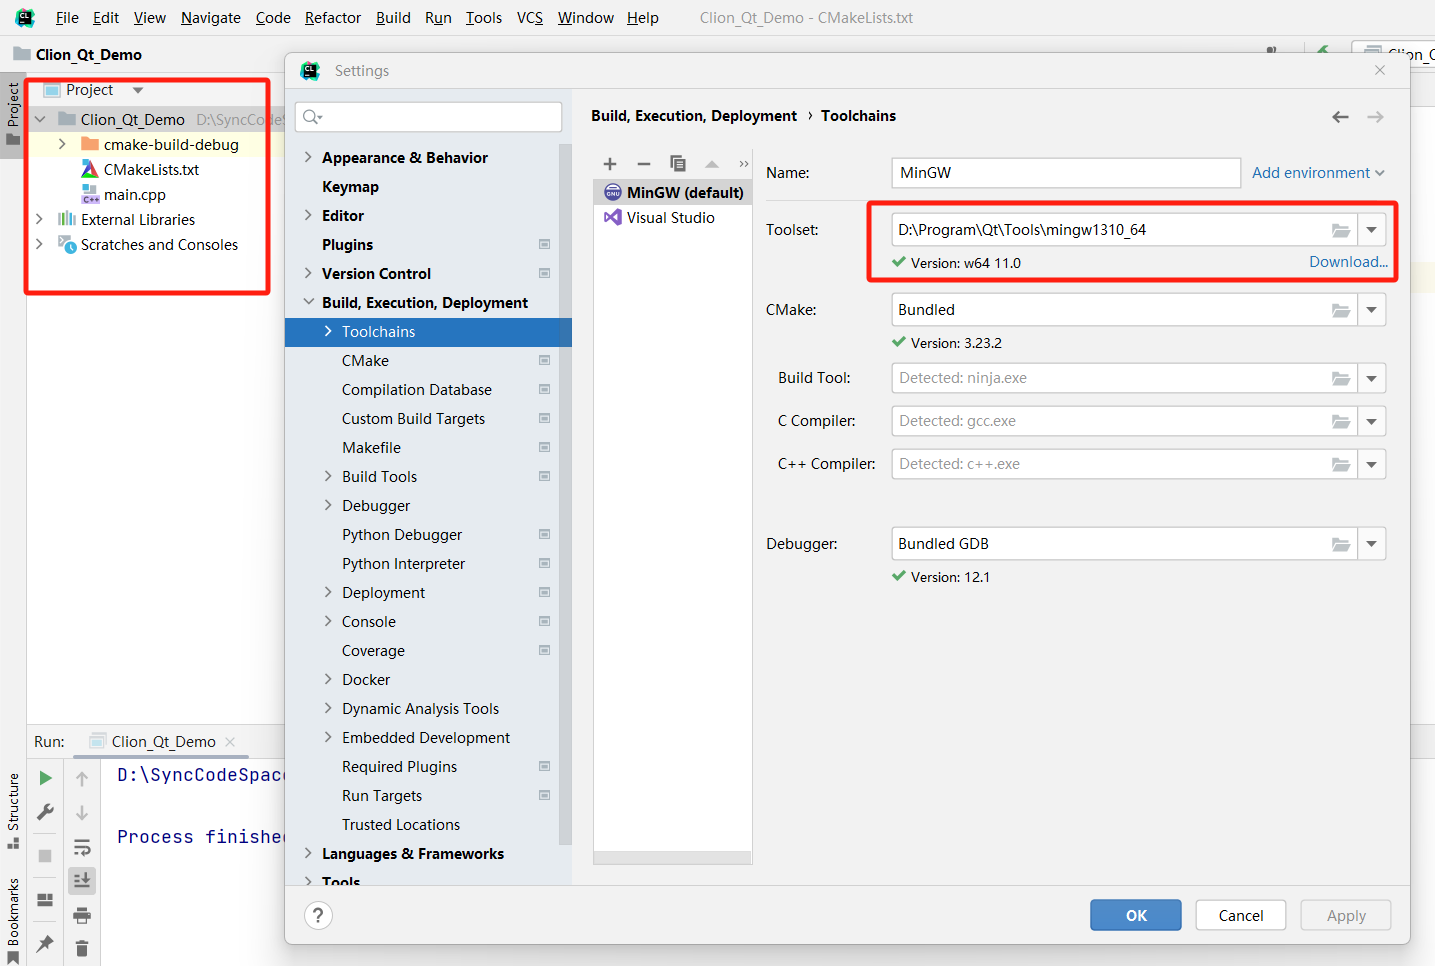 File Edit View Navigate Code Refactor Build Run Tools VCS Window Help Clion_Qt_Demo - CMakeLists.txt
Clion_Qt_Demo
Project
Project
Clion_Qt_Demo
cmake-build-debug
CMakeLists.txt
main.cpp
External Libraries
Scratches and Consoles
Settings
Appearance & Behavior
Keymap
Editor
Plugins
Version Control
Build, Execution, Deployment
Toolchains
CMake
Compilation Database
Custom Build Targets
Makefile
Build Tools
Debugger
Python Debugger
Python Interpreter
Deployment
Console
Coverage
Docker
Dynamic Analysis Tools
Embedded Development
Required Plugins
Run Targets
Trusted Locations
Languages & Frameworks
Tools
Build, Execution, Deployment › Toolchains
MinGW (default)
Visual Studio
Name: MinGW Add environment
Toolset: D:\Program\Qt\Tools\mingw1310_64
Version: w64 11.0 Download...
CMake: Bundled
Version: 3.23.2
Build Tool: Detected: ninja.exe
C Compiler: Detected: gcc.exe
C++ Compiler: Detected: c++.exe
Debugger: Bundled GDB
Version: 12.1
OK Cancel Apply
Run: Clion_Qt_Demo
D:\SyncCodeSpac
Process finishe
Structure
Bookmarks